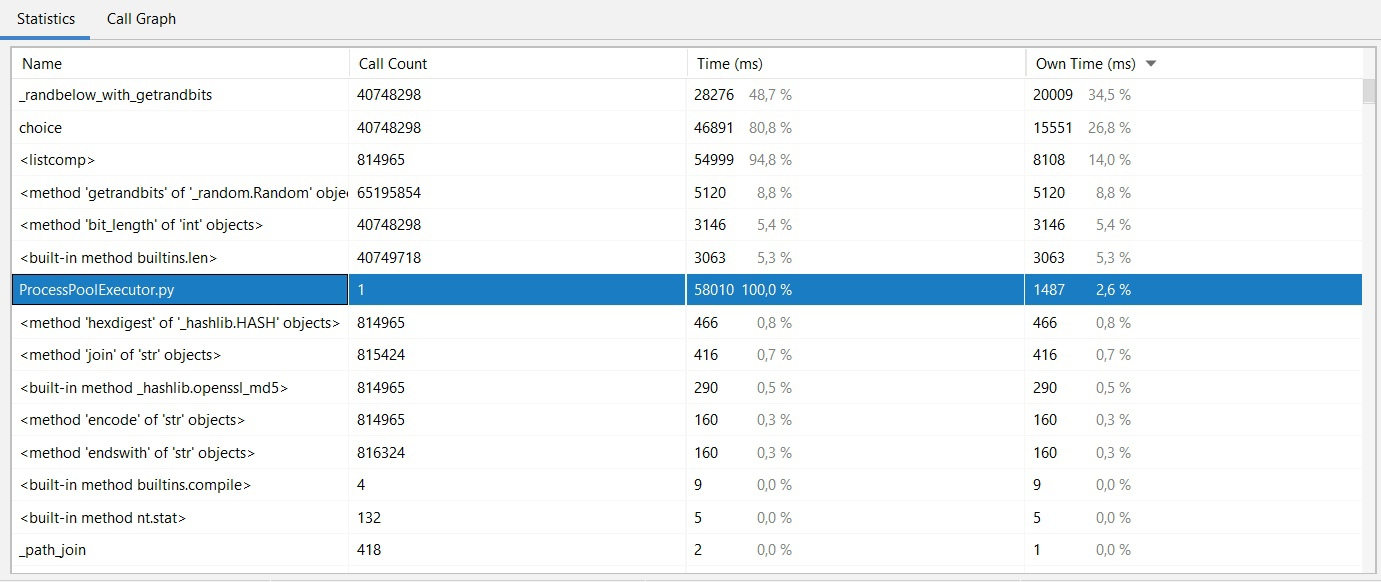 Statistics Call Graph
Name Call Count Time (ms) Own Time (ms)
_randbelow_with_getrandbits 40748298 28276 48,7 % 20009 34,5 %
choice 40748298 46891 80,8 % 15551 26,8 %
<listcomp> 814965 54999 94,8 % 8108 14,0 %
<method 'getrandbits' of '_random.Random' obje 65195854 5120 8,8 % 5120 8,8 %
<method 'bit_length' of 'int' objects> 40748298 3146 5,4 % 3146 5,4 %
<built-in method builtins.len> 40749718 3063 5,3 % 3063 5,3 %
ProcessPoolExecutor.py 1 58010 100,0 % 1487 2,6 %
<method 'hexdigest' of '_hashlib.HASH' objects> 814965 466 0,8 % 466 0,8 %
<method 'join' of 'str' objects> 815424 416 0,7 % 416 0,7 %
<built-in method _hashlib.openssl_md5> 814965 290 0,5 % 290 0,5 %
<method 'encode' of 'str' objects> 814965 160 0,3 % 160 0,3 %
<method 'endswith' of 'str' objects> 816324 160 0,3 % 160 0,3 %
<built-in method builtins.compile> 4 9 0,0 % 9 0,0 %
<built-in method nt.stat> 132 5 0,0 % 5 0,0 %
_path_join 418 2 0,0 % 1 0,0 %